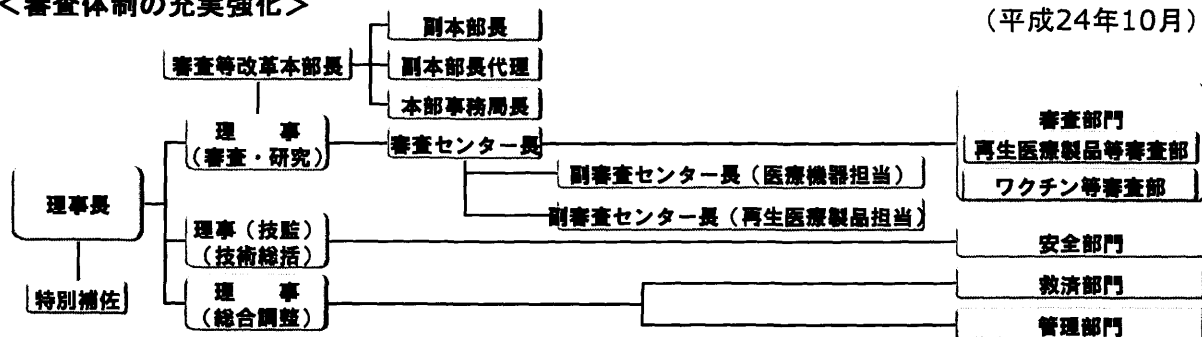 <審査体制の充実強化>
(平成24年10月)
副本部長
審査等改革本部長
副本部長代理
本部事務局長
理 事
(審査・研究)
審査センター長
審査部門
再生医療製品等審査部
ワクチン等審査部
副審査センター長(医療機器担当)
副審査センター長(再生医療製品担当)
理事長
特別補佐
理事(技監)
(技術総括)
安全部門
理 事
(総合調整)
救済部門
管理部門